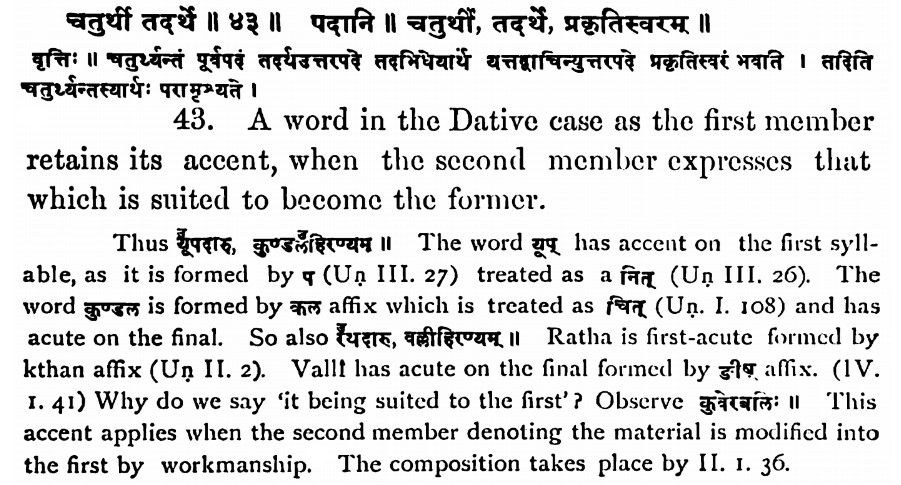 चतुर्थी तदर्थे ॥ ४३ ॥ पदानि ॥ चतुर्थी, तदर्थे, प्रकृतिस्वरम् ॥
वृत्तिः ॥ चतुर्थ्यन्तं पूर्वपदं तदर्थउत्तरपदे तदभिधेयार्थे यत्तद्वाचिन्युत्तरपदे प्रकृतिस्वरं भवाति । तदिति
चतुर्थ्यन्तस्यार्थः परामृश्यते ।
43. A word in the Dative case as the first member
retains its accent, when the second member expresses that
which is suited to become the former.
Thus यूपदारु, कुण्डलहिरण्यम् ॥ The word यूप् has accent on the first syll-
able, as it is formed by प (Uṇ III. 27) treated as a नित् (Uṇ III. 26). The
word कुण्डल is formed by कल affix which is treated as चित् (Uṇ. I. 108) and has
acute on the final. So also रथदारु, वल्लीहिरण्यम् ॥ Ratha is first-acute formed by
kthan affix (Uṇ II. 2). Vallî has acute on the final formed by ङीष् affix. (IV.
1. 41) Why do we say 'it being suited to the first'? Observe कुवेरबलिः ॥ This
accent applies when the second member denoting the material is modified into
the first by workmanship. The composition takes place by II. 1. 36.